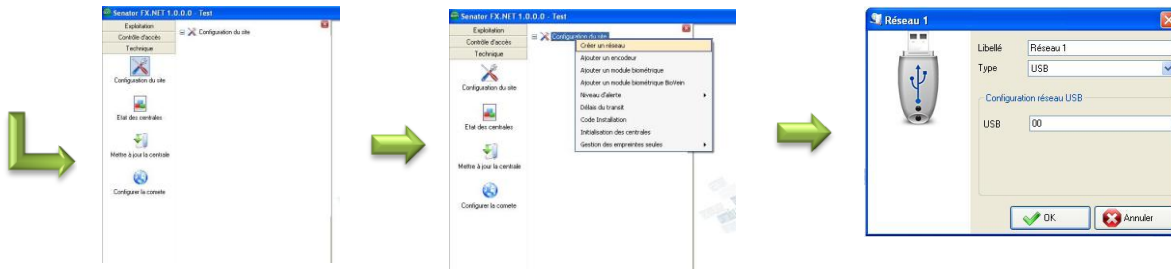 Senator FX.NET 1.0.0.0 - Test
Exploitation
Contrôle d'accès
Technique
Configuration du site
Configuration du site
Etat des centrales
Mettre à jour la centrale
Configurer la comete
Senator FX.NET 1.0.0.0 - Test
Exploitation
Contrôle d'accès
Technique
Configuration du site
Configuration du site
Etat des centrales
Mettre à jour la centrale
Configurer la comete
Créer un réseau
Ajouter un encodeur
Ajouter un module biométrique
Ajouter un module biométrique BioVein
Niveau d'alerte
Délais du transit
Code Installation
Initialisation des centrales
Gestion des empreintes seules
Réseau 1
Libellé Réseau 1
Type USB
Configuration réseau USB
USB 00
OK Annuler